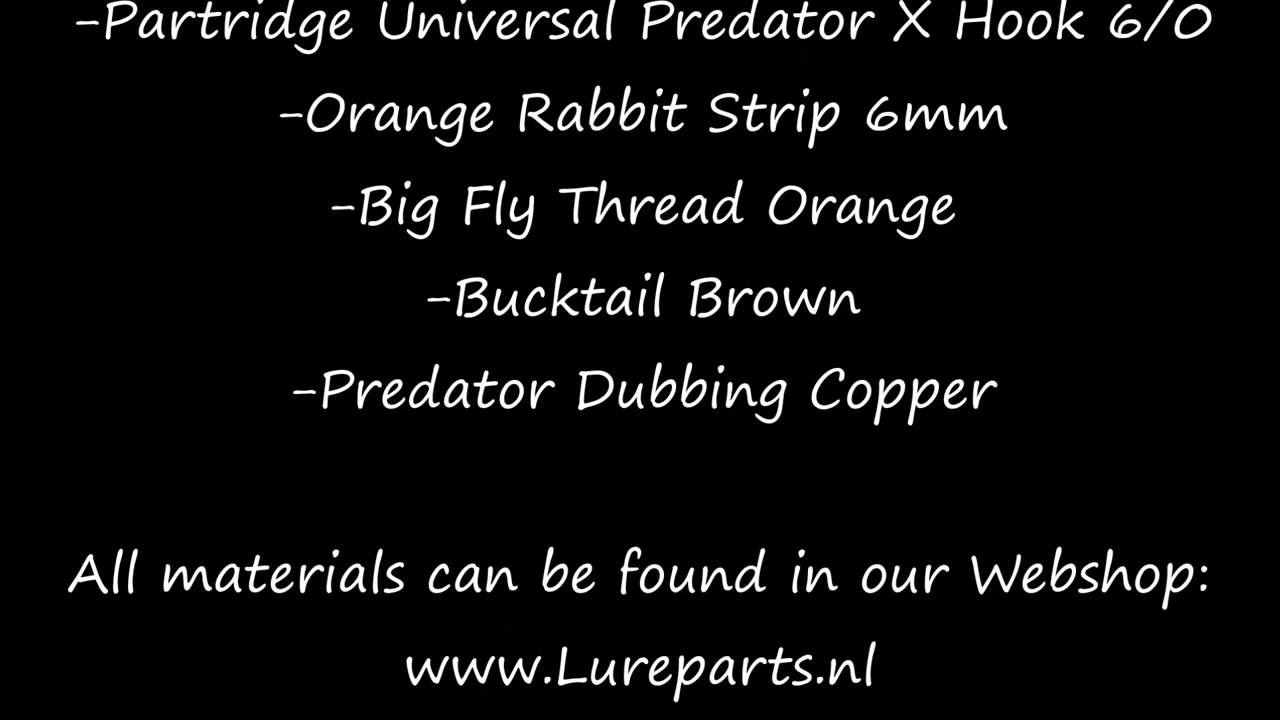 -Partridge Universal Predator X Hook 6/0
-Orange Rabbit Strip 6mm
-Big Fly Thread Orange
-Bucktail Brown
-Predator Dubbing Copper
All materials can be found in our Webshop:
www.Lureparts.nl